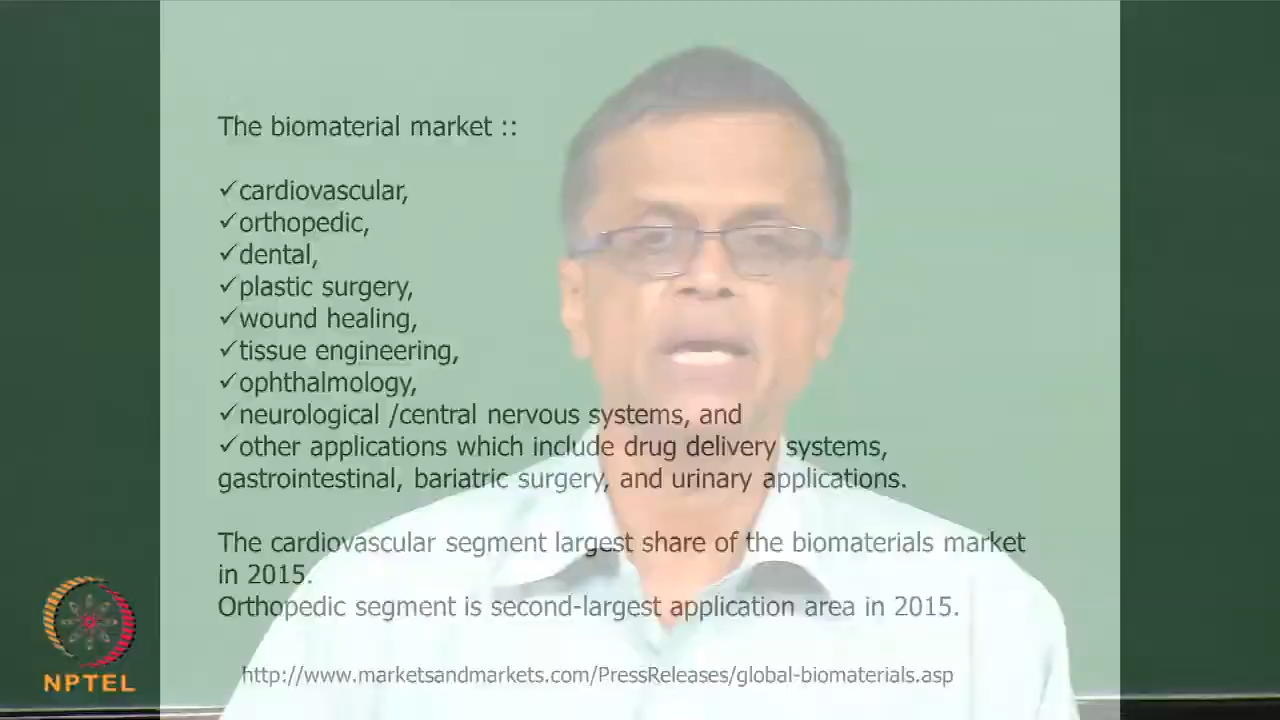 The biomaterial market ::
✓cardiovascular,
✓orthopedic,
✓dental,
✓plastic surgery,
✓wound healing,
✓tissue engineering,
✓ophthalmology,
✓neurological /central nervous systems, and
✓other applications which include drug delivery systems,
gastrointestinal, bariatric surgery, and urinary applications.
The cardiovascular segment largest share of the biomaterials market
in 2015.
Orthopedic segment is second-largest application area in 2015.
http://www.marketsandmarkets.com/PressReleases/global-biomaterials.asp
NPTEL